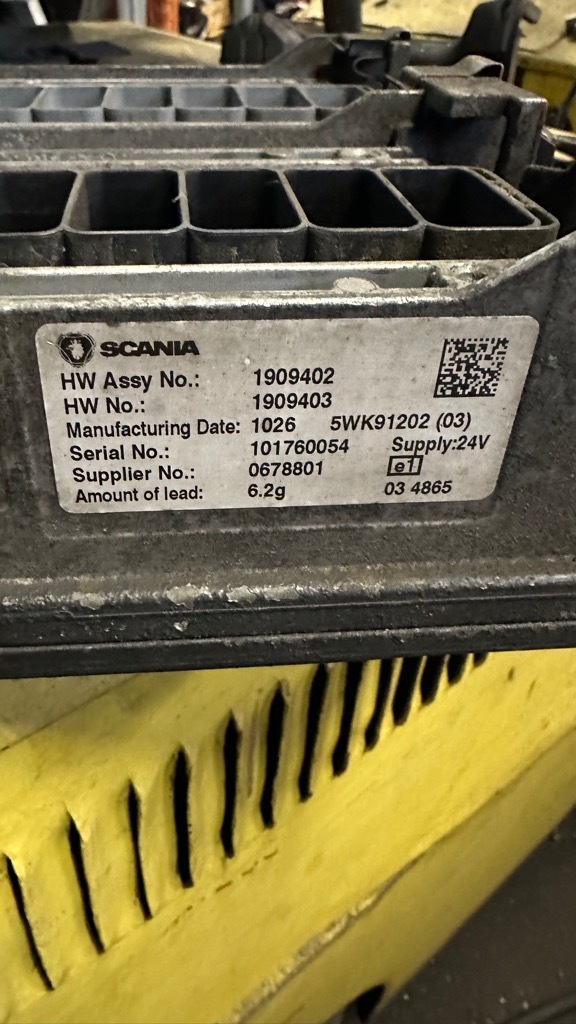 SCANIA
HW Assy No.: 1909402
HW No.: 1909403
Manufacturing Date: 1026 5WK91202 (03)
Serial No.: 101760054 Supply:24V
Supplier No.: 0678801 e1
Amount of lead: 6.2g 03 4865